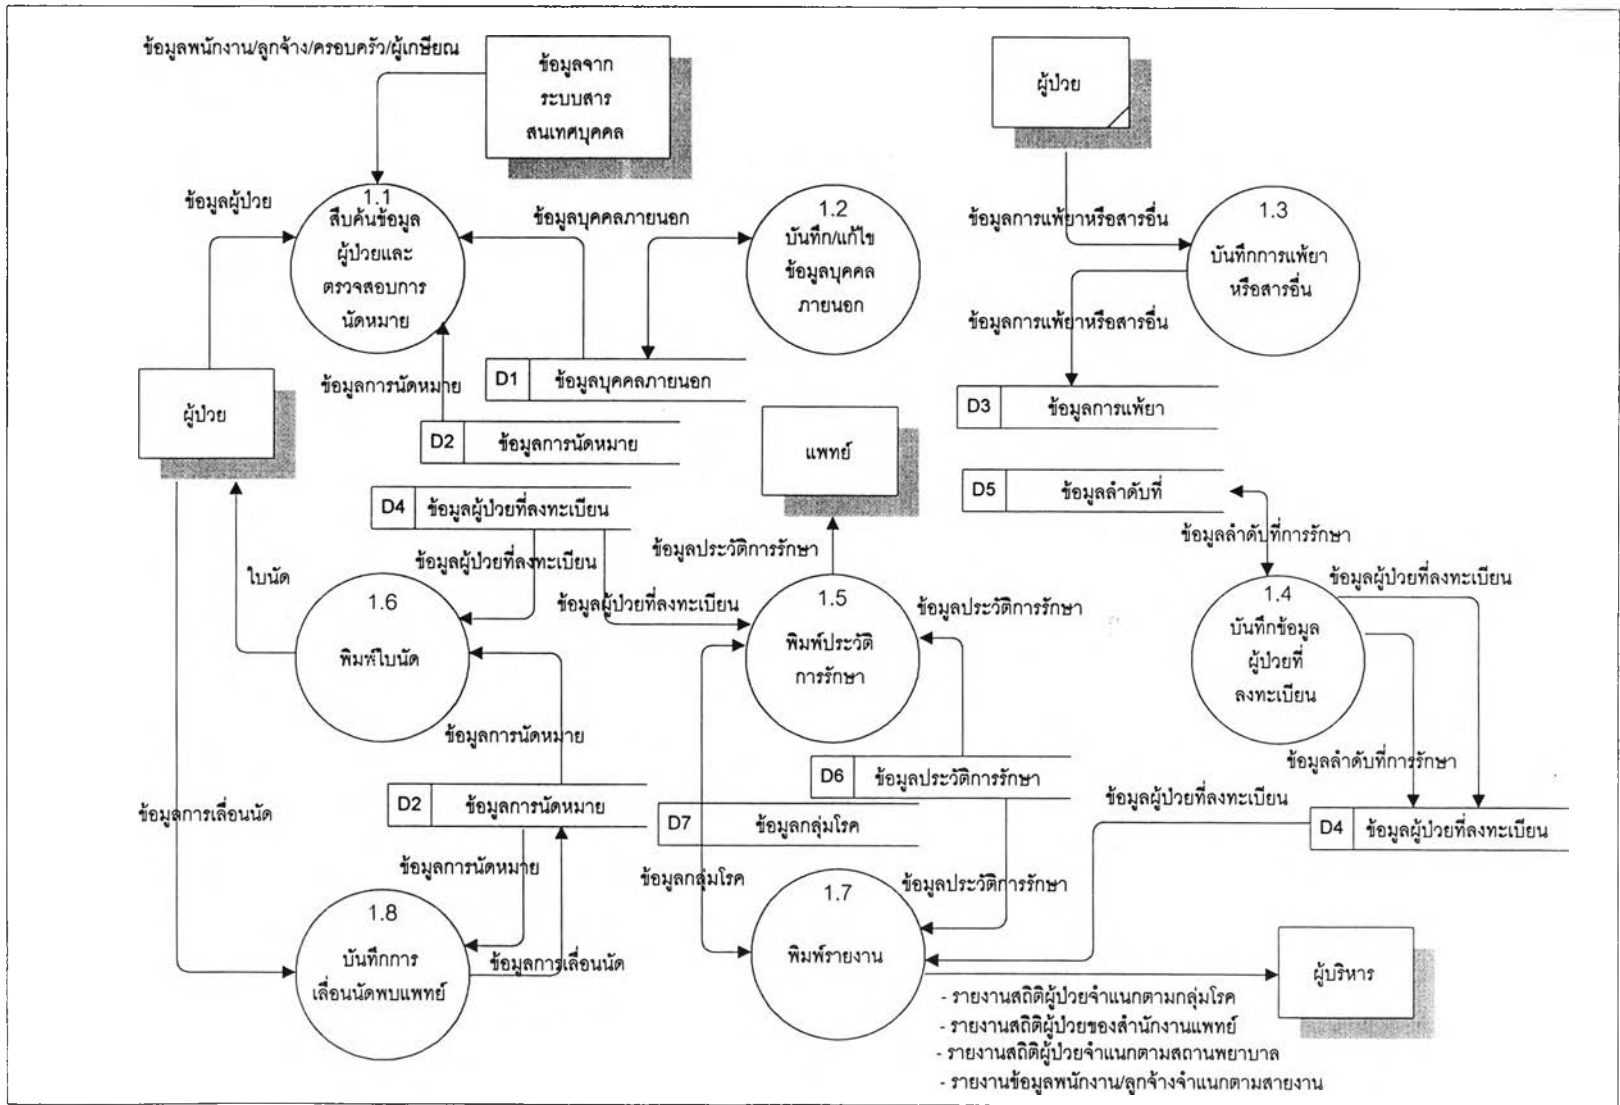 ข้อมูลพนักงาน/ลูกจ้าง/ครอบครัว/ผู้เกษียณ
ข้อมูลจาก
ระบบสาร
สนเทศบุคคล
ผู้ป่วย
ข้อมูลผู้ป่วย
1.1
สืบค้นข้อมูล
ผู้ป่วยและ
ตรวจสอบการ
นัดหมาย
ข้อมูลบุคคลภายนอก
1.2
บันทึก/แก้ไข
ข้อมูลบุคคล
ภายนอก
ข้อมูลการแพ้ยาหรือสารอื่น
1.3
บันทึกการแพ้ยา
หรือสารอื่น
ข้อมูลการแพ้ยาหรือสารอื่น
ผู้ป่วย
ข้อมูลการนัดหมาย
D1 ข้อมูลบุคคลภายนอก
D2 ข้อมูลการนัดหมาย
D3 ข้อมูลการแพ้ยา
แพทย์
D4 ข้อมูลผู้ป่วยที่ลงทะเบียน
D5 ข้อมูลลำดับที่
ข้อมูลลำดับที่การรักษา
ใบนัด
ข้อมูลผู้ป่วยที่ลงทะเบียน
ข้อมูลประวัติการรักษา
1.6
พิมพ์ใบนัด
ข้อมูลผู้ป่วยที่ลงทะเบียน
1.5
พิมพ์ประวัติ
การรักษา
ข้อมูลประวัติการรักษา
1.4
บันทึกข้อมูล
ผู้ป่วยที่
ลงทะเบียน
ข้อมูลผู้ป่วยที่ลงทะเบียน
ข้อมูลการนัดหมาย
ข้อมูลลำดับที่การรักษา
ข้อมูลการเลื่อนนัด
D2 ข้อมูลการนัดหมาย
D6 ข้อมูลประวัติการรักษา
D7 ข้อมูลกลุ่มโรค
ข้อมูลผู้ป่วยที่ลงทะเบียน
D4 ข้อมูลผู้ป่วยที่ลงทะเบียน
ข้อมูลการนัดหมาย
ข้อมูลกลุ่มโรค
ข้อมูลประวัติการรักษา
1.8
บันทึกการ
เลื่อนนัดพบแพทย์
ข้อมูลการเลื่อนนัด
1.7
พิมพ์รายงาน
ผู้บริหาร
- รายงานสถิติผู้ป่วยจำแนกตามกลุ่มโรค
- รายงานสถิติผู้ป่วยของสำนักงานแพทย์
- รายงานสถิติผู้ป่วยจำแนกตามสถานพยาบาล
- รายงานข้อมูลพนักงาน/ลูกจ้างจำแนกตามสายงาน